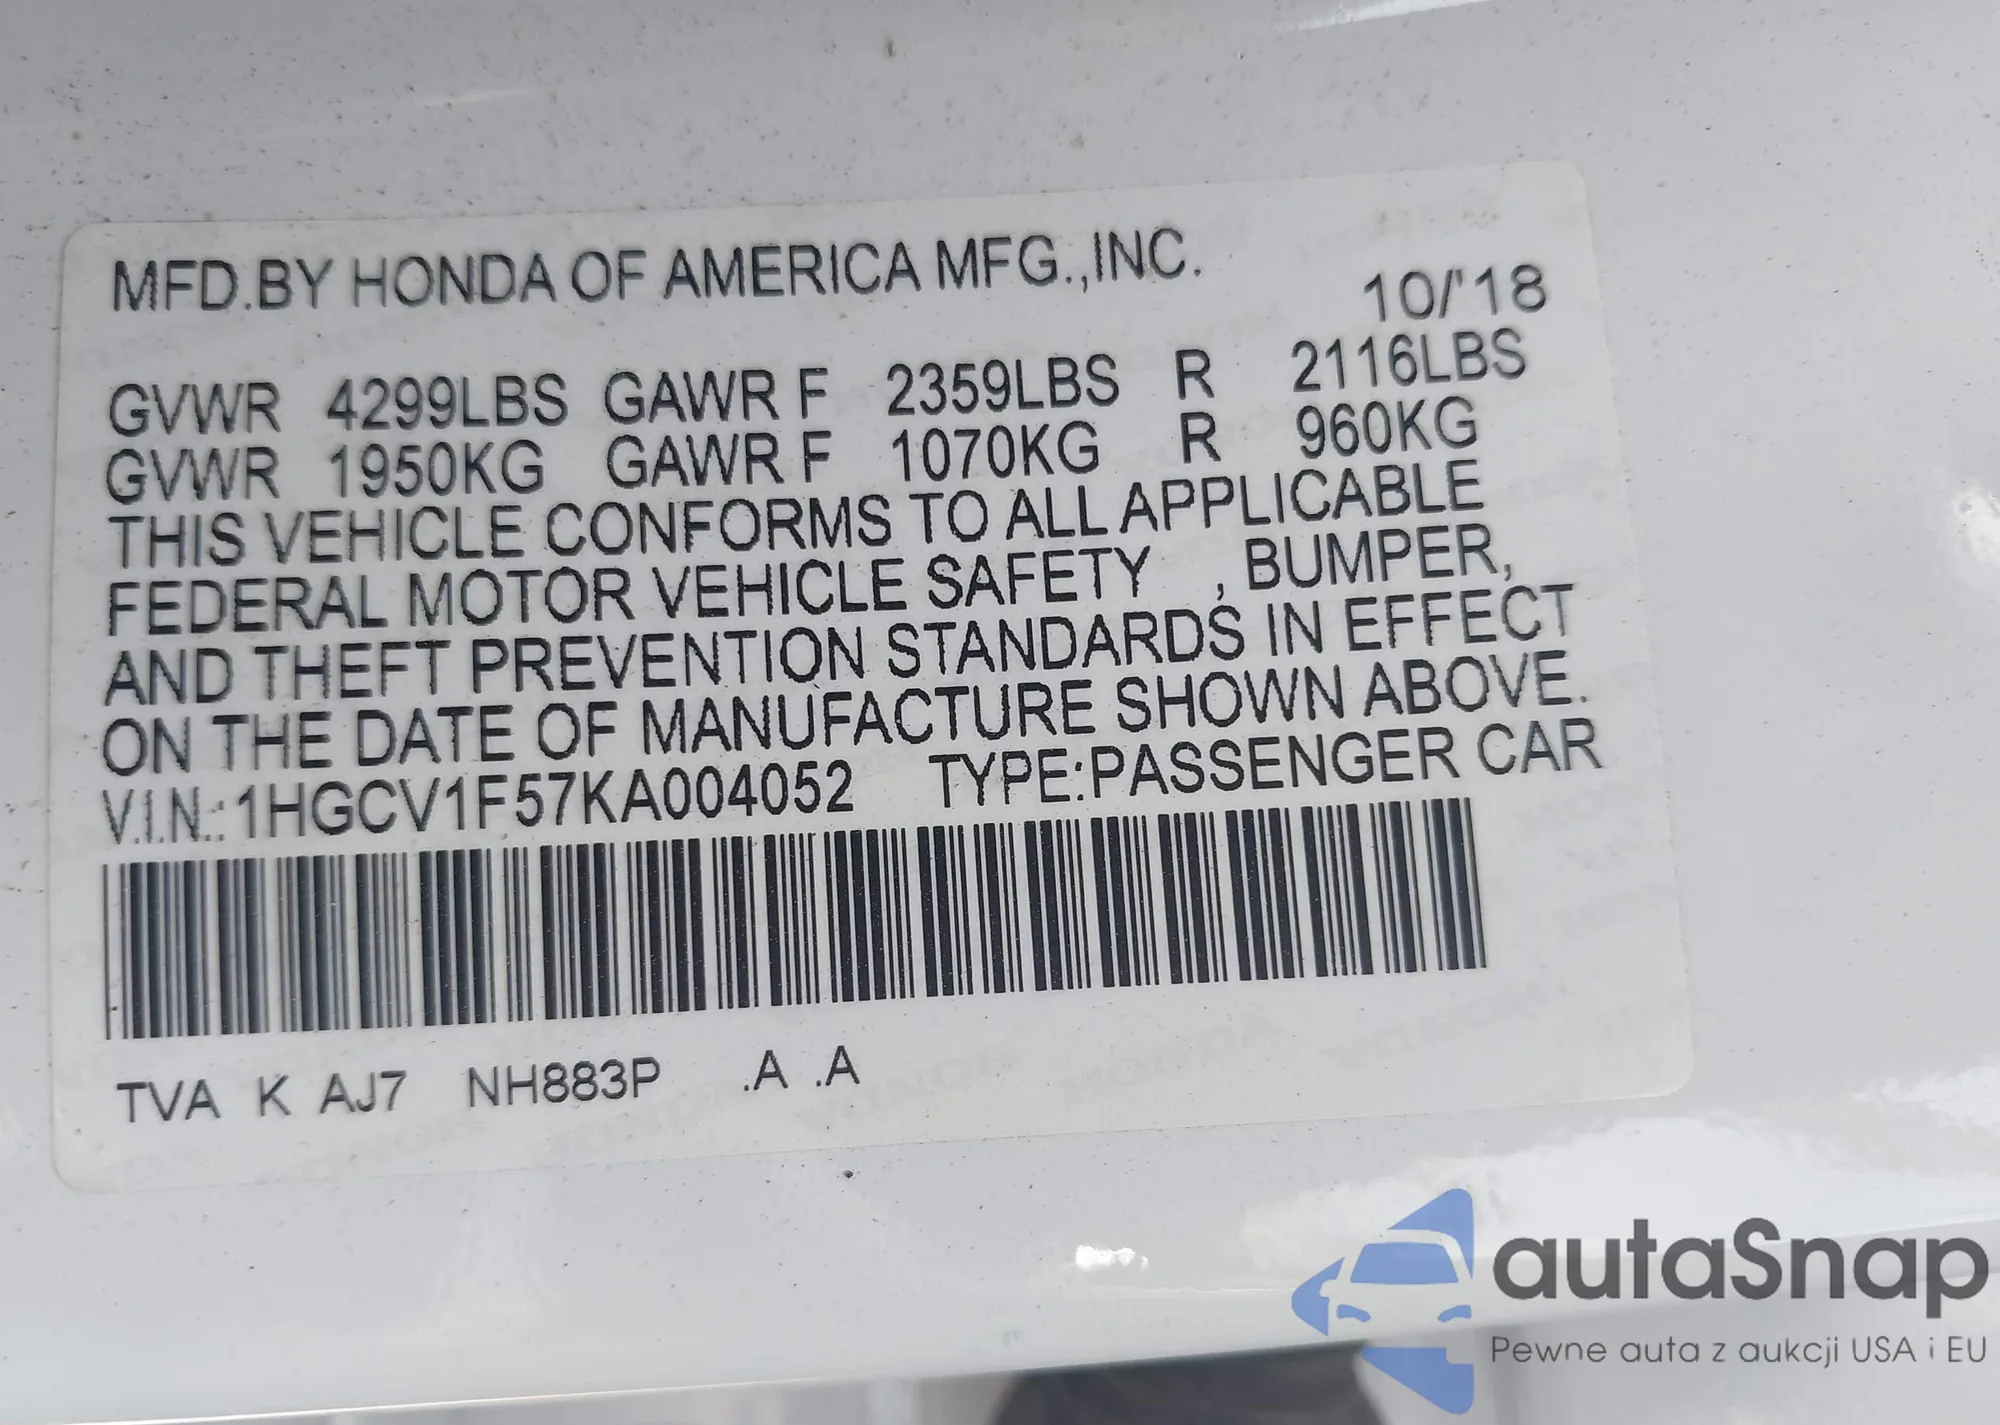 MFD.BY HONDA OF AMERICA MFG.,INC.
10/'18
GVWR 4299LBS GAWR F 2359LBS R 2116LBS
GVWR 1950KG GAWR F 1070KG R 960KG
THIS VEHICLE CONFORMS TO ALL APPLICABLE
FEDERAL MOTOR VEHICLE SAFETY , BUMPER,
AND THEFT PREVENTION STANDARDS IN EFFECT
ON THE DATE OF MANUFACTURE SHOWN ABOVE.
V.I.N.:1HGCV1F57KA004052 TYPE:PASSENGER CAR
TVA K AJ7 NH883P .A .A
autaSnap
Pewne auta z aukcji USA i EU